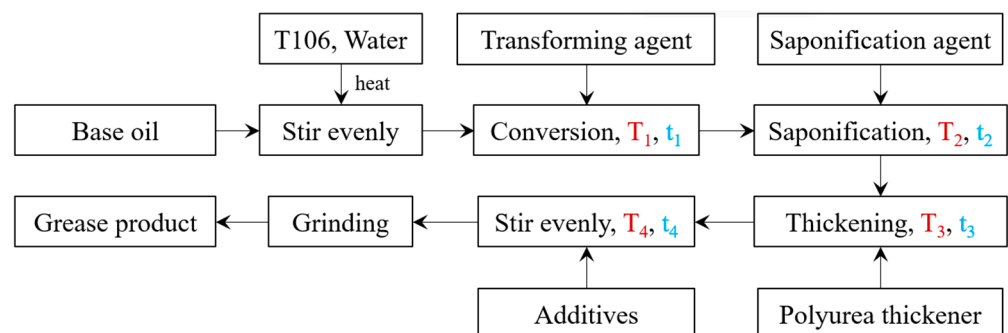 T106, Water
Transforming agent
Saponification agent
heat
Base oil
Stir evenly
Conversion, T₁, t₁
Saponification, T₂, t₂
Grease product
Grinding
Stir evenly, T₄, t₄
Thickening, T₃, t₃
Additives
Polyurea thickener